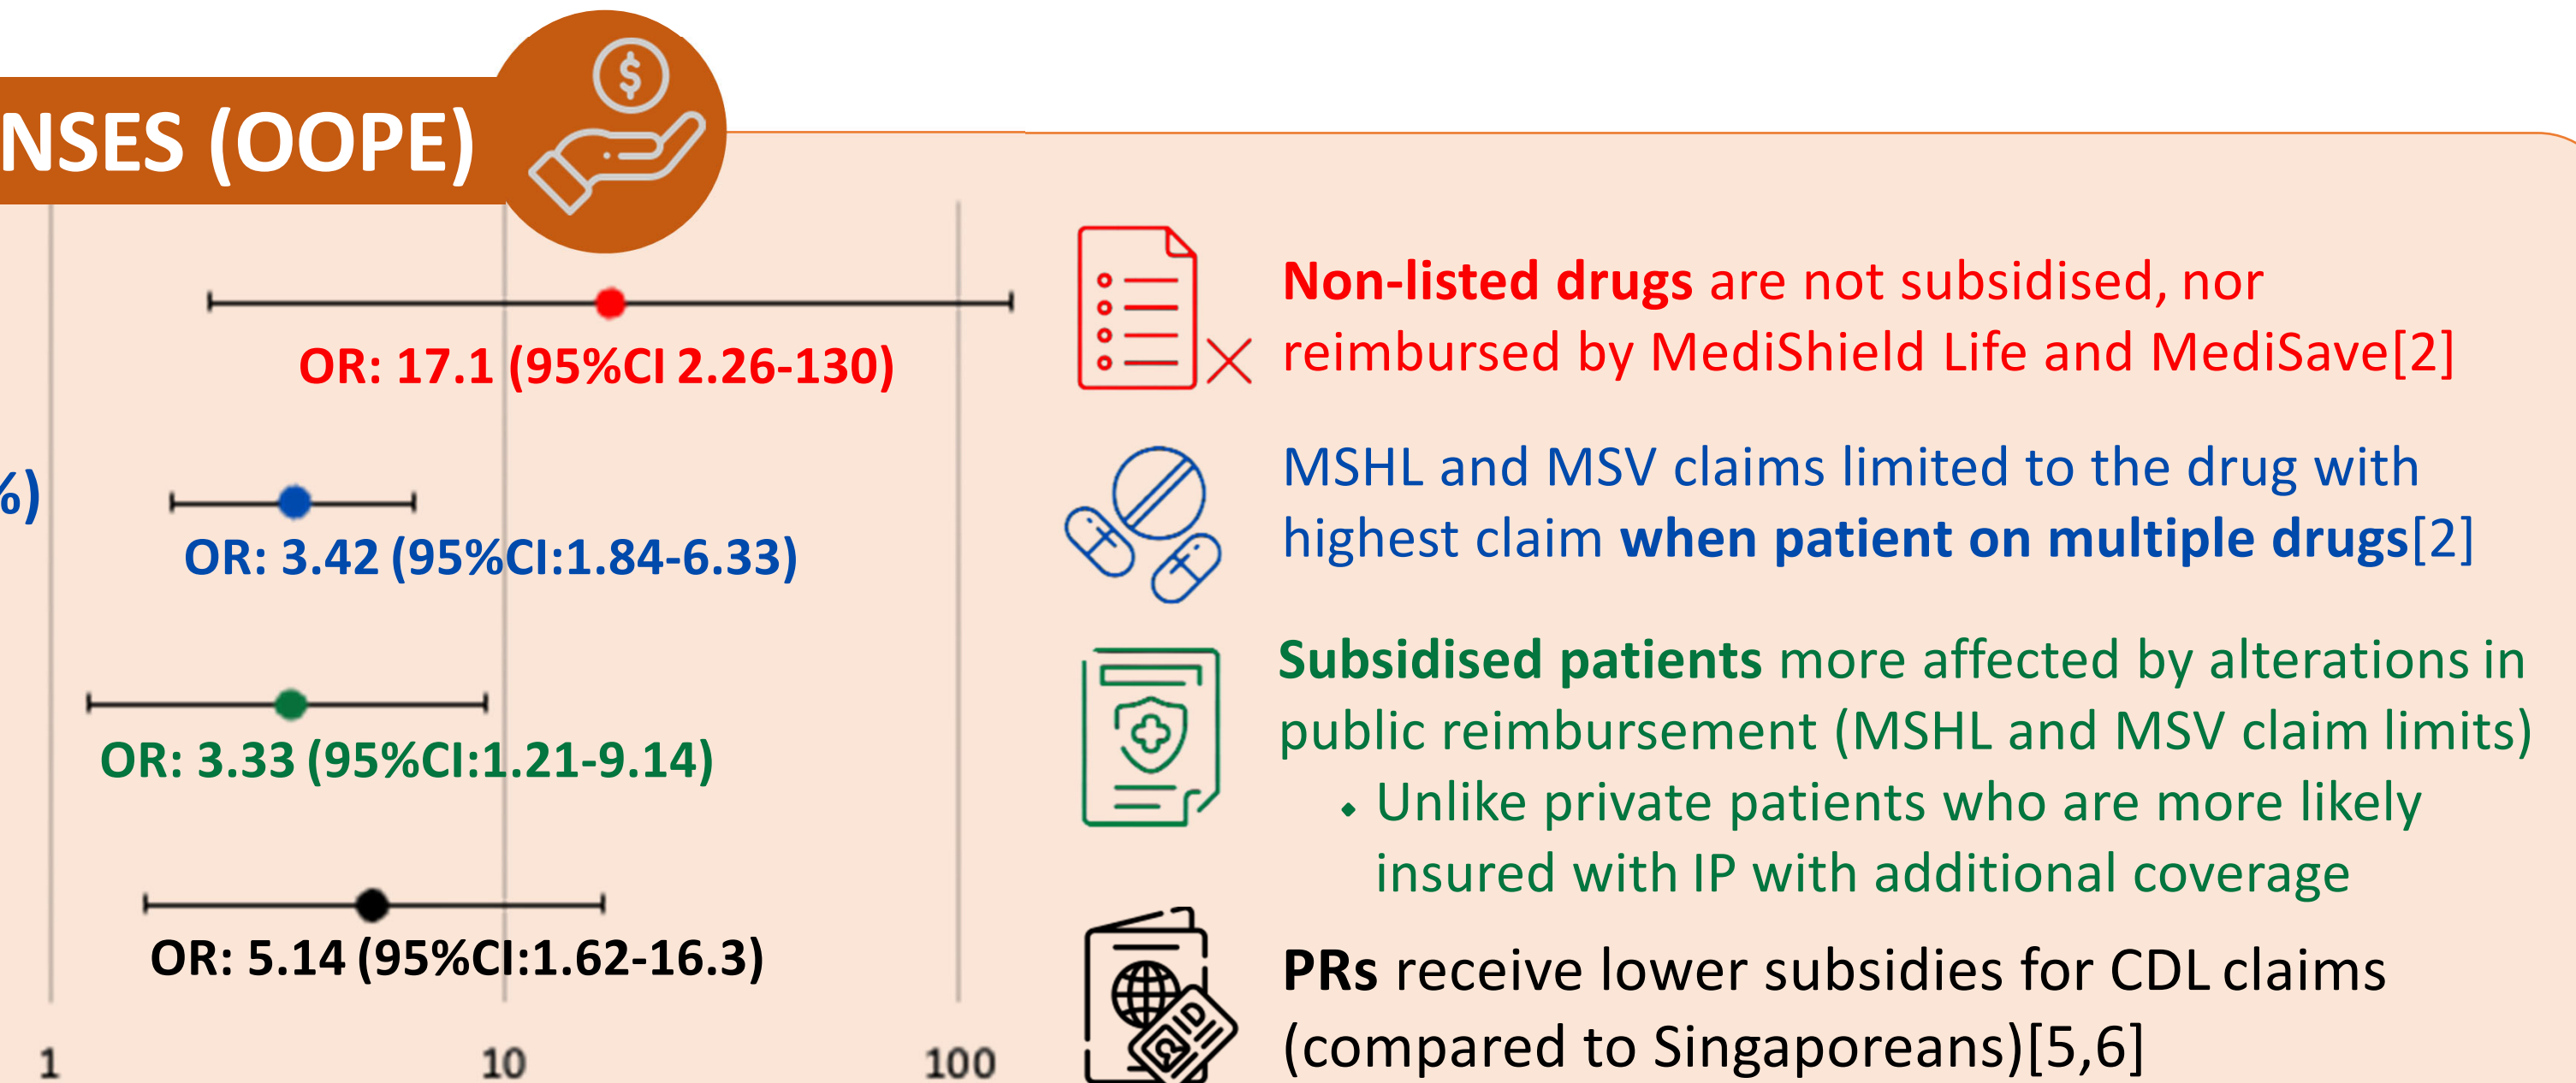 NSES (OOPE)
$
OR: 17.1 (95%CI 2.26-130)
%)
OR: 3.42 (95%CI:1.84-6.33)
OR: 3.33 (95%CI:1.21-9.14)
OR: 5.14 (95%CI:1.62-16.3)
1
10
100
Non-listed drugs are not subsidised, nor
reimbursed by MediShield Life and MediSave[2]
MSHL and MSV claims limited to the drug with
highest claim when patient on multiple drugs[2]
Subsidised patients more affected by alterations in
public reimbursement (MSHL and MSV claim limits)
• Unlike private patients who are more likely
insured with IP with additional coverage
PRs receive lower subsidies for CDL claims
(compared to Singaporeans)[5,6]
ID